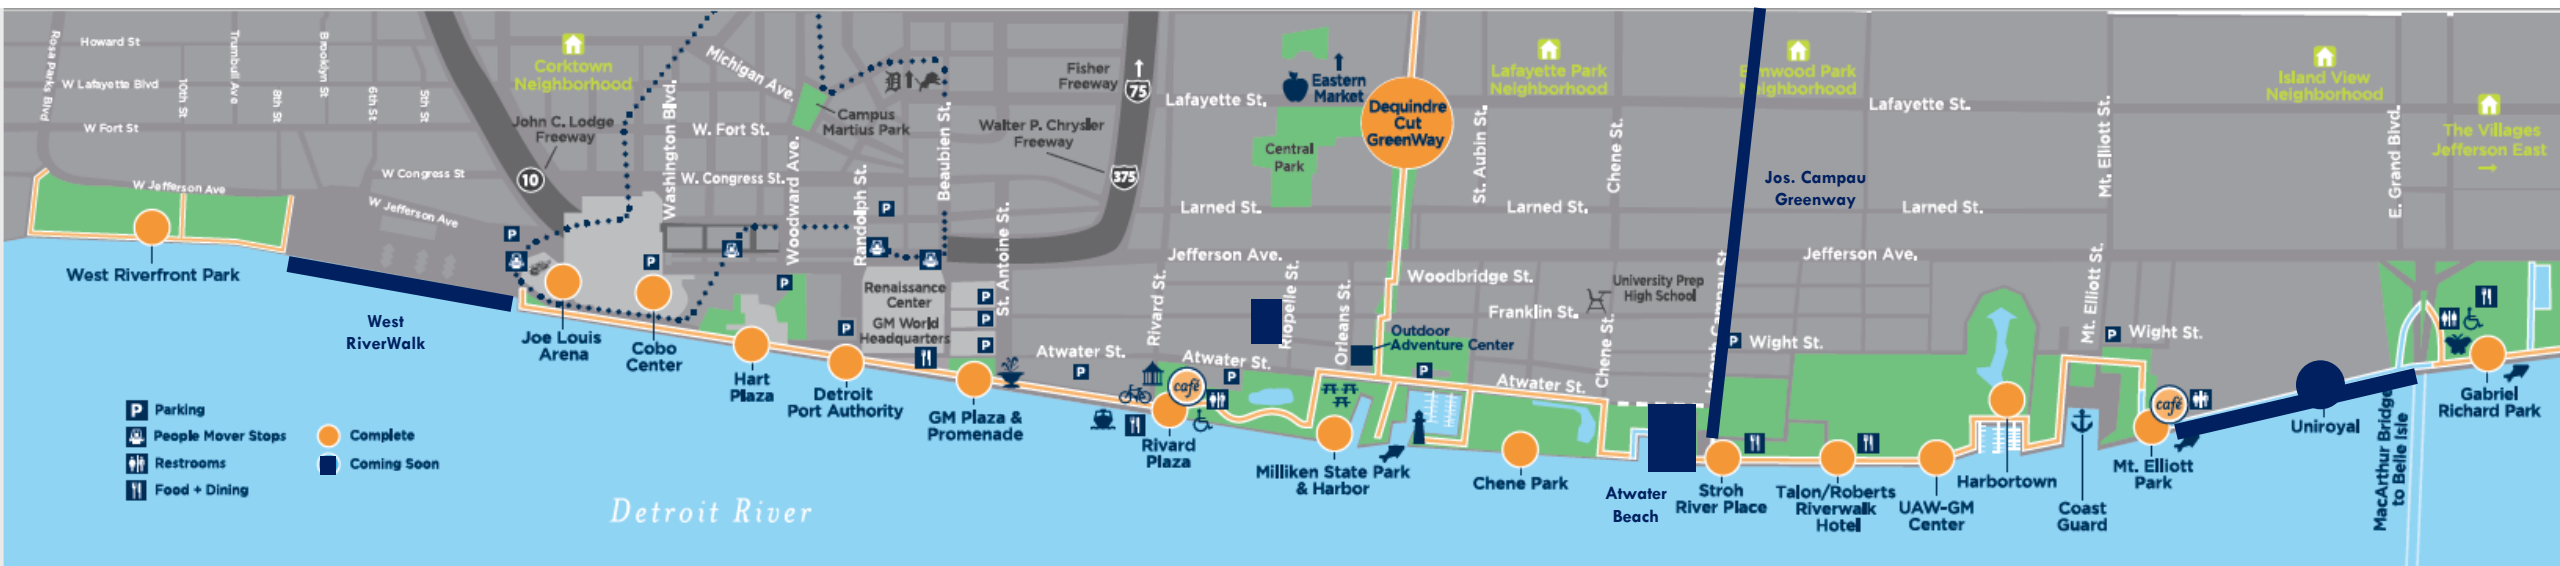 Rosa Parks Blvd
Howard St
Trumbull Ave
Brooklyn St
W Lafayette Blvd
10th St
8th St
6th St
5th St
W Fort St
W Congress St
W Jefferson Ave
W Jefferson Ave
Corktown
Neighborhood
John C. Lodge
Freeway
10
Washington Blvd.
Michigan Ave.
Campus
Martius Park
W. Fort St.
W. Congress St.
Woodward Ave.
Randolph St.
Beaubien St.
D
Walter P. Chrysler
Freeway
Fisher
Freeway
75
375
St. Antoine St.
Lafayette St.
Larned St.
Jefferson Ave.
Eastern
Market
Central
Park
Dequindre
Cut
GreenWay
Lafayette Park
Neighborhood
St. Aubin St.
Chene St.
Larned St.
Woodbridge St.
Franklin St.
University Prep
High School
Chene St.
Neighborhood
Jos. Campau
Greenway
Lafayette St.
Larned St.
Jefferson Ave.
Mt. Elliott St.
Mt. Elliott St.
Island View
Neighborhood
E. Grand Blvd.
The Villages
Jefferson East
Wight St.
Wight St.
P
P
P
P
P
P
P
P
P
P
P
P
P
P
Rivard St.
Riopelle St.
Orleans St.
Outdoor
Adventure Center
Atwater St.
Atwater St.
Atwater St.
Renaissance
Center
GM World
Headquarters
café
café
West Riverfront Park
West
RiverWalk
Joe Louis
Arena
Cobo
Center
Hart
Plaza
Detroit
Port Authority
GM Plaza &
Promenade
Rivard
Plaza
Milliken State Park
& Harbor
Chene Park
Atwater
Beach
Stroh
River Place
Talon/Roberts
Riverwalk
Hotel
UAW-GM
Center
Harbortown
Coast
Guard
Mt. Elliott
Park
Uniroyal
MacArthur Bridge
to Belle Isle
Gabriel
Richard Park
P Parking
People Mover Stops
Restrooms
Food + Dining
Complete
Coming Soon
Detroit River